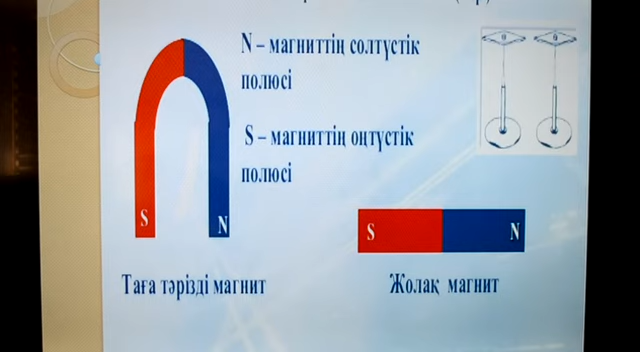 N – магниттің солтүстік
полюсі
S – магниттің оңтүстік
полюсі
S
N
S
N
Таға тәрізді магнит
Жолақ магнит